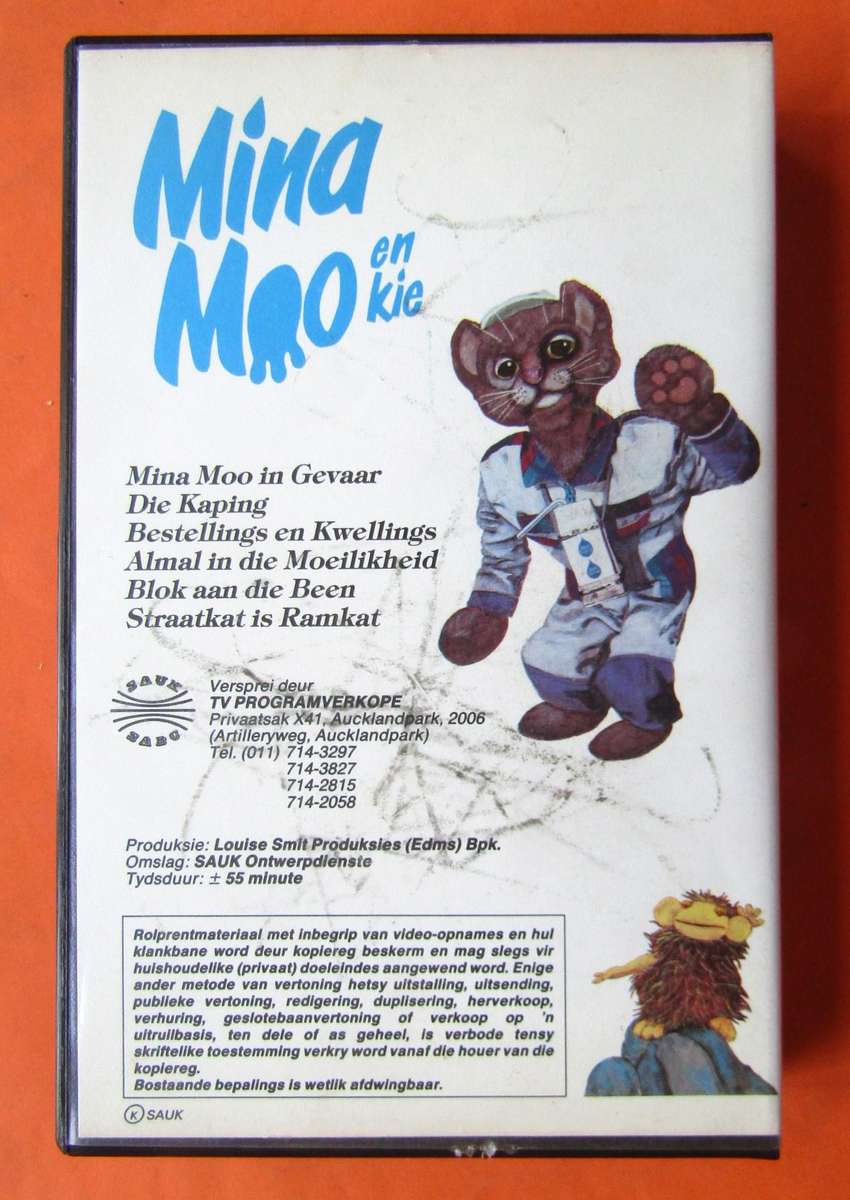 Mina
Moo en
kie
Mina Moo in Gevaar
Die Kaping
Bestellings en Kwellings
Almal in die Moeilikheid
Blok aan die Been
Straatkat is Ramkat
SAUK
SABC
Versprei deur
TV PROGRAMVERKOPE
Privaatsak X41, Aucklandpark, 2006
(Artilleryweg, Aucklandpark)
Tel. (011) 714-3297
714-3827
714-2815
714-2058
Produksie: Louise Smit Produksies (Edms) Bpk.
Omslag: SAUK Ontwerpdienste
Tydsduur: ± 55 minute
Rolprentmateriaal met inbegrip van video-opnames en hul
klankbane word deur kopiereg beskerm en mag slegs vir
huishoudelike (privaat) doeleindes aangewend word. Enige
ander metode van vertoning hetsy uitstalling, uitsending,
publieke vertoning, redigering, duplisering, herverkoop,
verhuring, geslotebaanvertoning of verkoop op 'n
uitruilbasis, ten dele of as geheel, is verbode tensy
skriftelike toestemming verkry word vanaf die houer van die
kopiereg.
Bostaande bepalings is wetlik afdwingbaar.
(K) SAUK